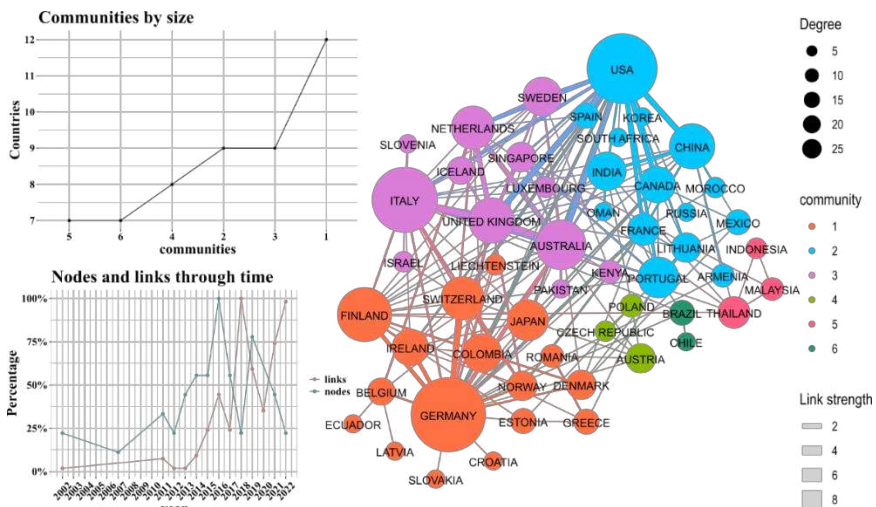 Communities by size
12
11
10
9
8
7
Countries
5 6 4 2 3 1
communities
Nodes and links through time
100%
75%
50%
25%
0%
Percentage
links
nodes
2002
2003
2004
2005
2006
2007
2008
2009
2010
2011
2012
2013
2014
2015
2016
2017
2018
2019
2020
2021
2022
USA
SWEDEN
SPAIN
KOREA
NETHERLANDS
SOUTH AFRICA
SLOVENIA
CHINA
SINGAPORE
ICELAND
INDIA
CANADA
LUXEMBOURG
MOROCCO
ITALY
OMAN
RUSSIA
UNITED KINGDOM
FRANCE
MEXICO
AUSTRALIA
LITHUANIA
INDONESIA
ISRAEL
LIECHTENSTEIN
KENYA
PORTUGAL
ARMENIA
PAKISTAN
MALAYSIA
SWITZERLAND
POLAND
FINLAND
BRAZIL
THAILAND
JAPAN
CZECH REPUBLIC
CHILE
IRELAND
COLOMBIA
ROMANIA
AUSTRIA
NORWAY
DENMARK
BELGIUM
GERMANY
ECUADOR
ESTONIA
GREECE
LATVIA
CROATIA
SLOVAKIA
Degree
5
10
15
20
25
community
1
2
3
4
5
6
Link strength
2
4
6
8